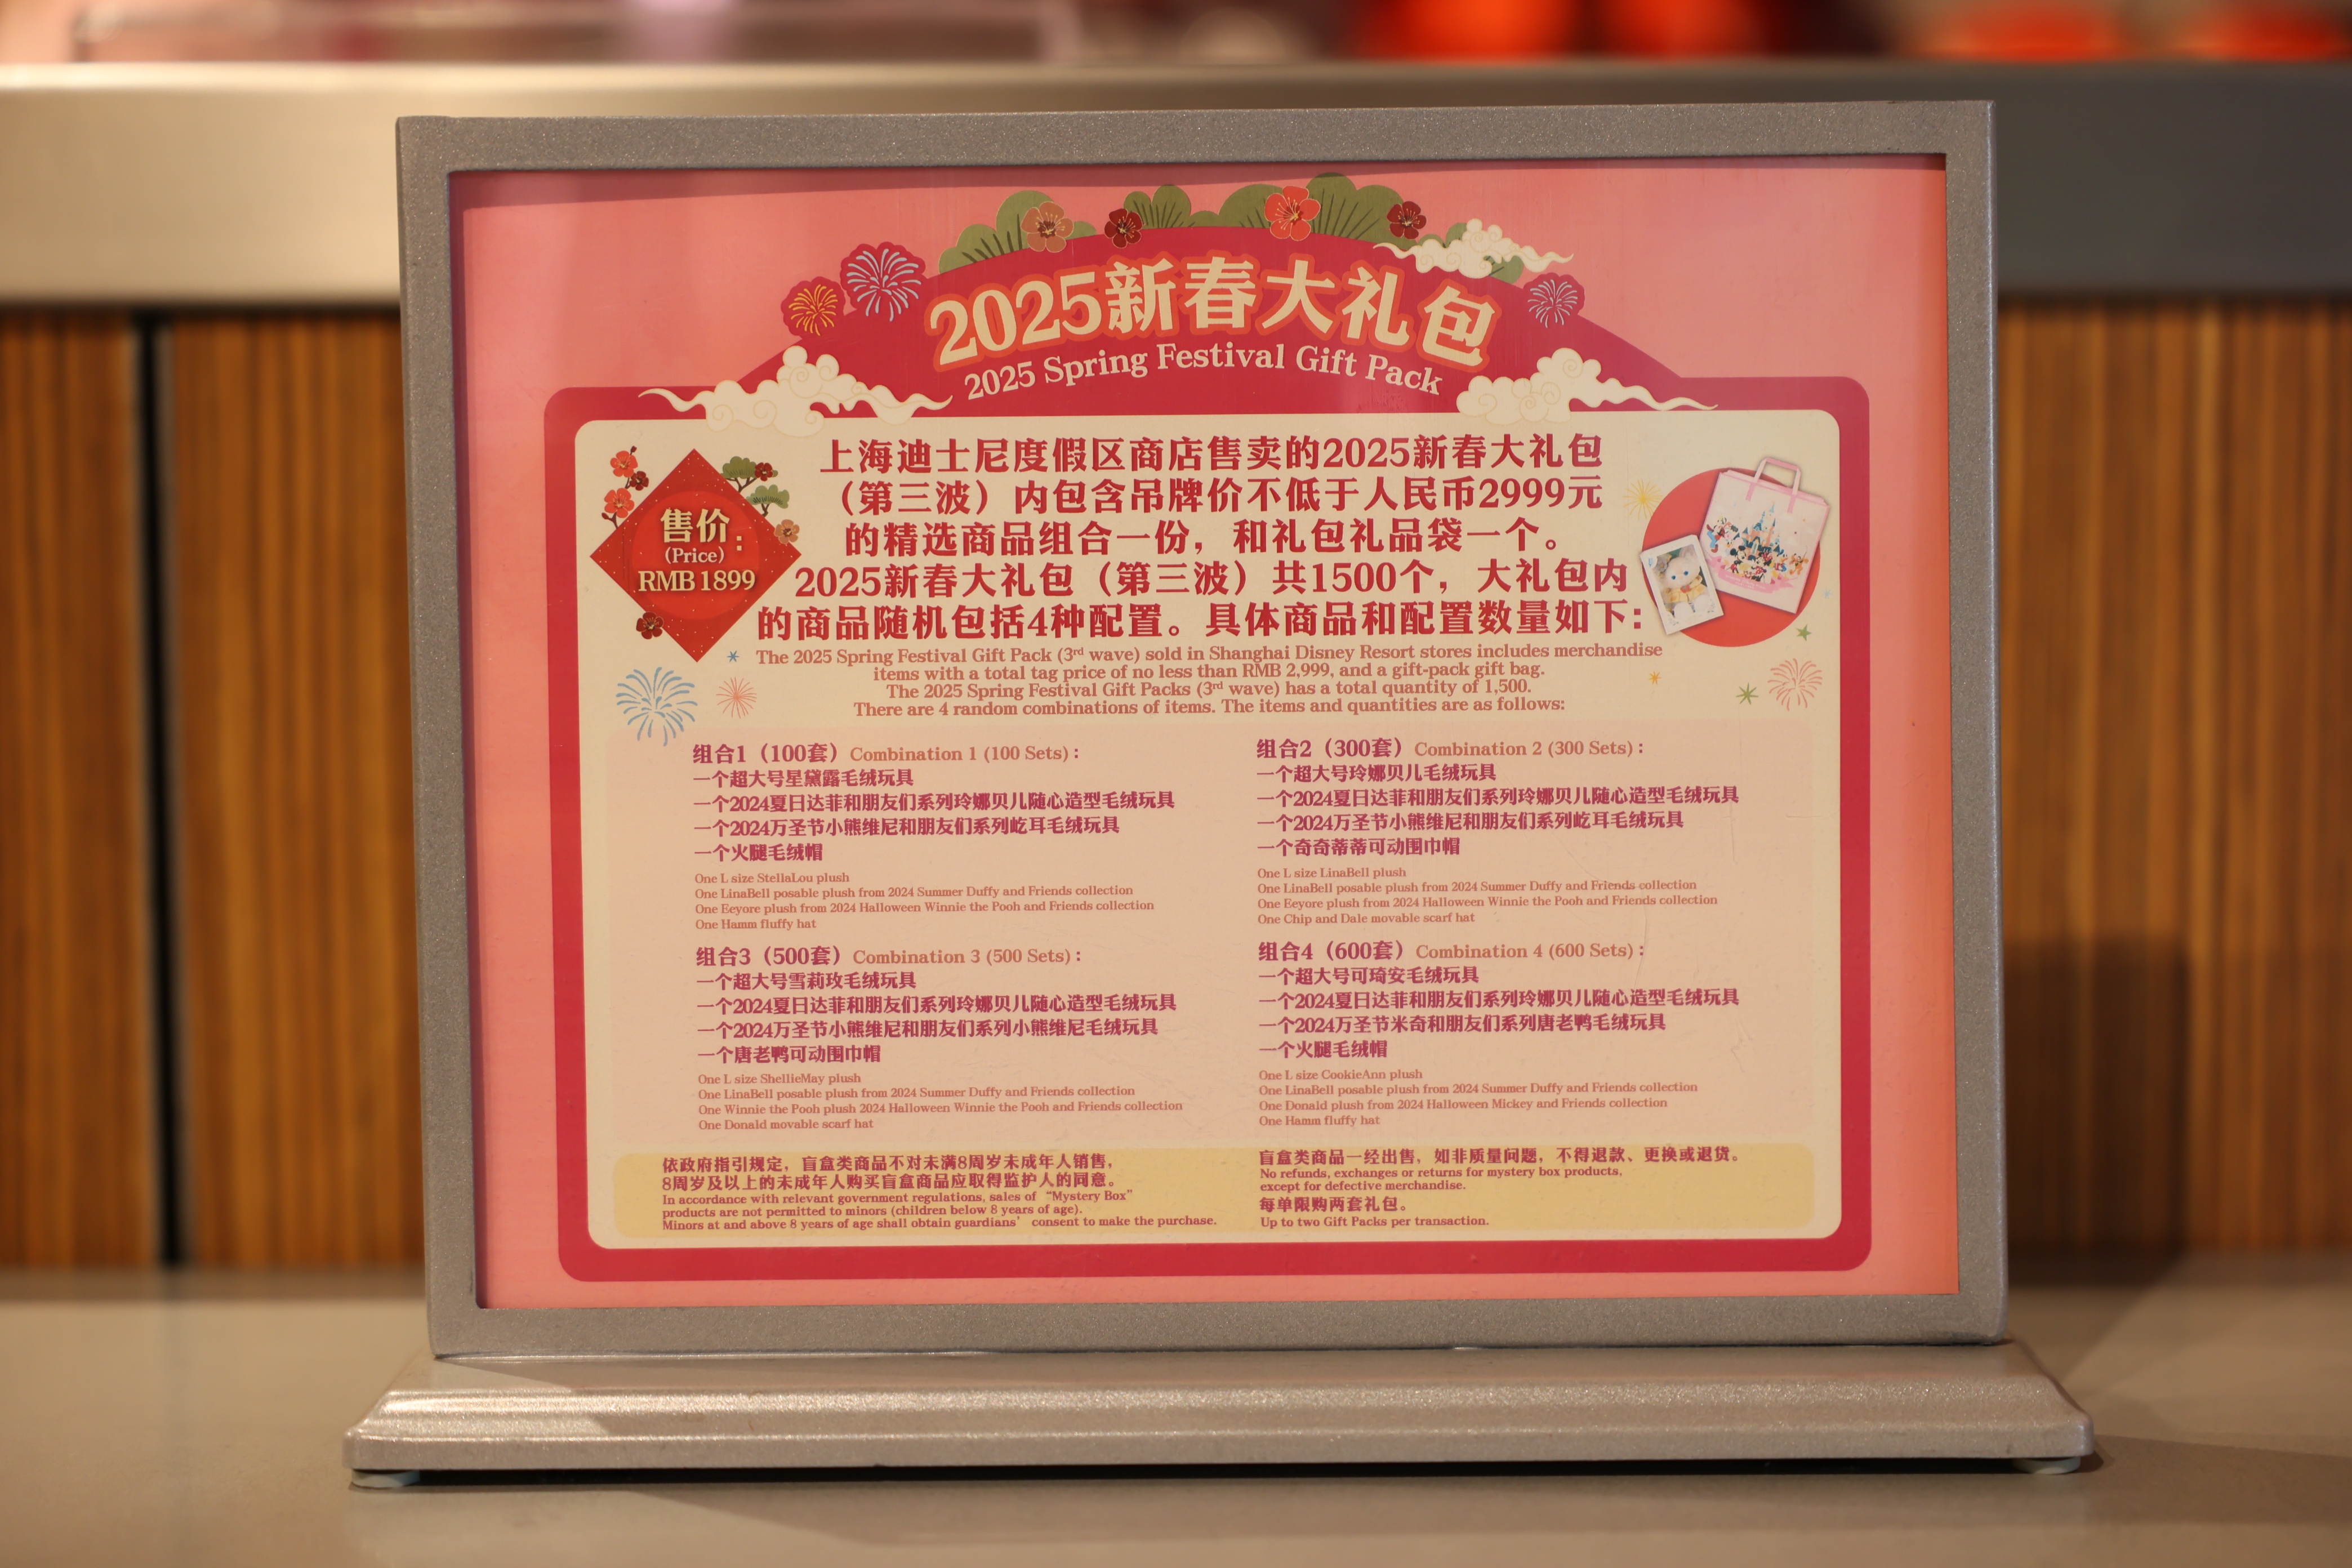 2025新春大礼包
2025 Spring Festival Gift Pack
售价：
(Price)
RMB 1899
上海迪士尼度假区商店售卖的2025新春大礼包
（第三波）内包含吊牌价不低于人民币2999元
的精选商品组合一份，和礼包礼品袋一个。
2025新春大礼包（第三波）共1500个，大礼包内
的商品随机包括4种配置。具体商品和配置数量如下：
The 2025 Spring Festival Gift Pack (3rd wave) sold in Shanghai Disney Resort stores includes merchandise
items with a total tag price of no less than RMB 2,999, and a gift-pack gift bag.
The 2025 Spring Festival Gift Packs (3rd wave) has a total quantity of 1,500.
There are 4 random combinations of items. The items and quantities are as follows:
组合1（100套）Combination 1 (100 Sets)：
一个超大号星黛露毛绒玩具
一个2024夏日达菲和朋友们系列玲娜贝儿随心造型毛绒玩具
一个2024万圣节小熊维尼和朋友们系列屹耳毛绒玩具
一个火腿毛绒帽
One L size StellaLou plush
One LinaBell posable plush from 2024 Summer Duffy and Friends collection
One Eeyore plush from 2024 Halloween Winnie the Pooh and Friends collection
One Hamm fluffy hat
组合2（300套）Combination 2 (300 Sets)：
一个超大号玲娜贝儿毛绒玩具
一个2024夏日达菲和朋友们系列玲娜贝儿随心造型毛绒玩具
一个2024万圣节小熊维尼和朋友们系列屹耳毛绒玩具
一个奇奇蒂蒂可动围巾帽
One L size LinaBell plush
One LinaBell posable plush from 2024 Summer Duffy and Friends collection
One Eeyore plush from 2024 Halloween Winnie the Pooh and Friends collection
One Chip and Dale movable scarf hat
组合3（500套）Combination 3 (500 Sets)：
一个超大号雪莉玫毛绒玩具
一个2024夏日达菲和朋友们系列玲娜贝儿随心造型毛绒玩具
一个2024万圣节小熊维尼和朋友们系列小熊维尼毛绒玩具
一个唐老鸭可动围巾帽
One L size ShellieMay plush
One LinaBell posable plush from 2024 Summer Duffy and Friends collection
One Winnie the Pooh plush 2024 Halloween Winnie the Pooh and Friends collection
One Donald movable scarf hat
组合4（600套）Combination 4 (600 Sets)：
一个超大号可琦安毛绒玩具
一个2024夏日达菲和朋友们系列玲娜贝儿随心造型毛绒玩具
一个2024万圣节米奇和朋友们系列唐老鸭毛绒玩具
一个火腿毛绒帽
One L size CookieAnn plush
One LinaBell posable plush from 2024 Summer Duffy and Friends collection
One Donald plush from 2024 Halloween Mickey and Friends collection
One Hamm fluffy hat
依政府指引规定，盲盒类商品不对未满8周岁未成年人销售，
8周岁及以上的未成年人购买盲盒商品应取得监护人的同意。
In accordance with relevant government regulations, sales of “Mystery Box”
products are not permitted to minors (children below 8 years of age).
Minors at and above 8 years of age shall obtain guardians’ consent to make the purchase.
盲盒类商品一经出售，如非质量问题，不得退款、更换或退货。
No refunds, exchanges or returns for mystery box products,
except for defective merchandise.
每单限购两套礼包。
Up to two Gift Packs per transaction.